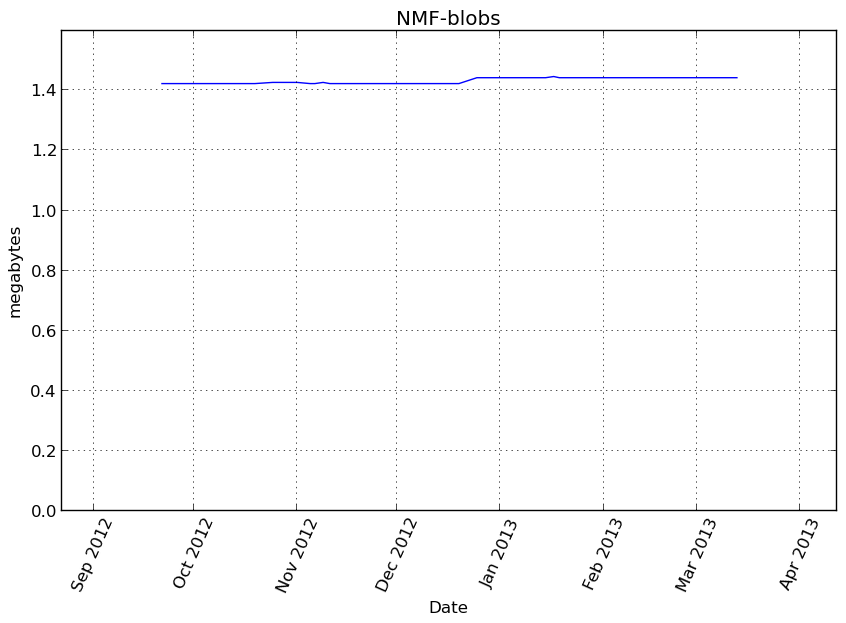 NMF-blobs
megabytes
1.4
1.2
1.0
0.8
0.6
0.4
0.2
0.0
Sep 2012
Oct 2012
Nov 2012
Dec 2012
Jan 2013
Feb 2013
Mar 2013
Apr 2013
Date